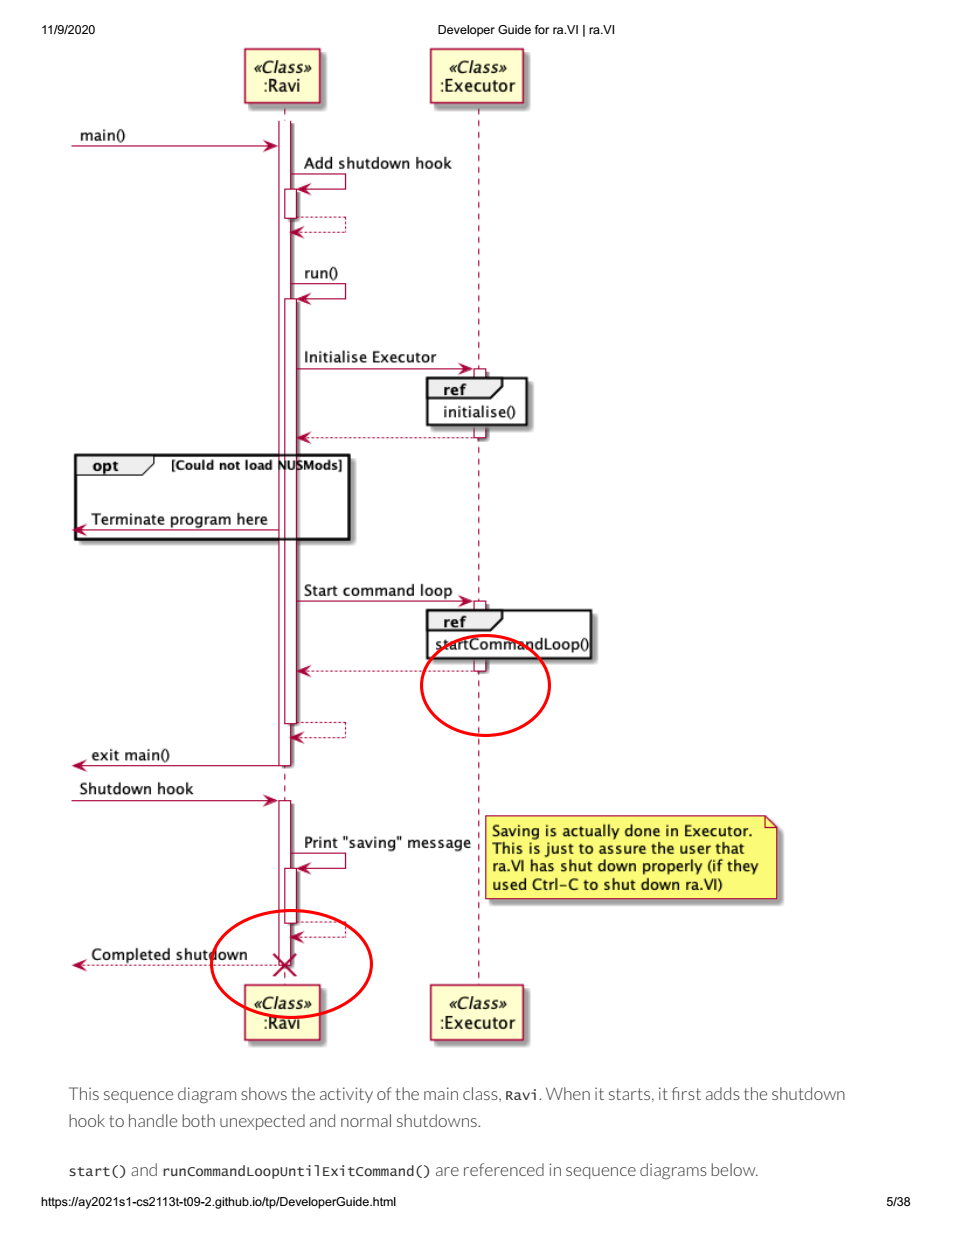 11/9/2020
Developer Guide for ra.VI | ra.VI
«Class»
:Ravi
«Class»
:Executor
main()
Add shutdown hook
run()
Initialise Executor
ref
initialise()
opt
[Could not load NUSMods]
Terminate program here
Start command loop
ref
startCommandLoop()
exit main()
Shutdown hook
Print "saving" message
Saving is actually done in Executor.
This is just to assure the user that
ra.VI has shut down properly (if they
used Ctrl-C to shut down ra.VI)
Completed shutdown
«Class»
:Ravi
«Class»
:Executor
This sequence diagram shows the activity of the main class, Ravi. When it starts, it first adds the shutdown
hook to handle both unexpected and normal shutdowns.
start() and runCommandLoopUntilExitCommand() are referenced in sequence diagrams below.
https://ay2021s1-cs2113t-t09-2.github.io/tp/DeveloperGuide.html
5/38